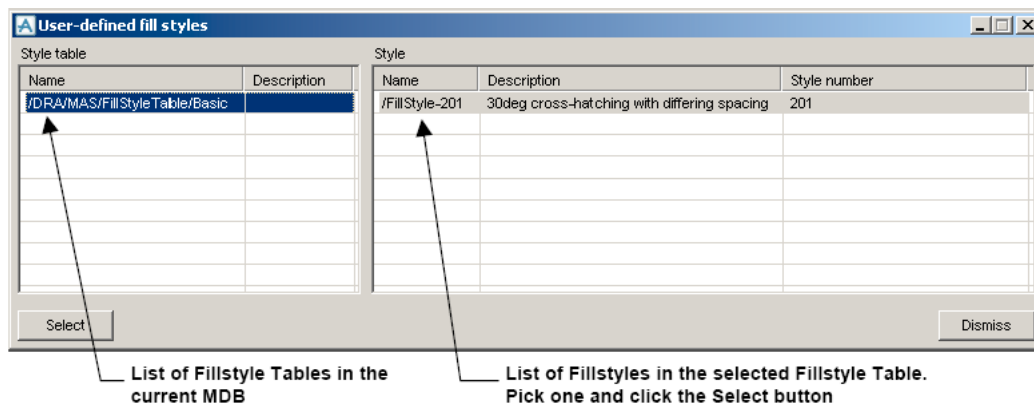 User-defined fill styles
Style table
Style
Name Description
Name Description Style number
/DRA/MAS/FillStyleTable/Basic
/FillStyle-201 30deg cross-hatching with differing spacing 201
Select
Dismiss
List of Fillstyle Tables in the
current MDB
List of Fillstyles in the selected Fillstyle Table.
Pick one and click the Select button